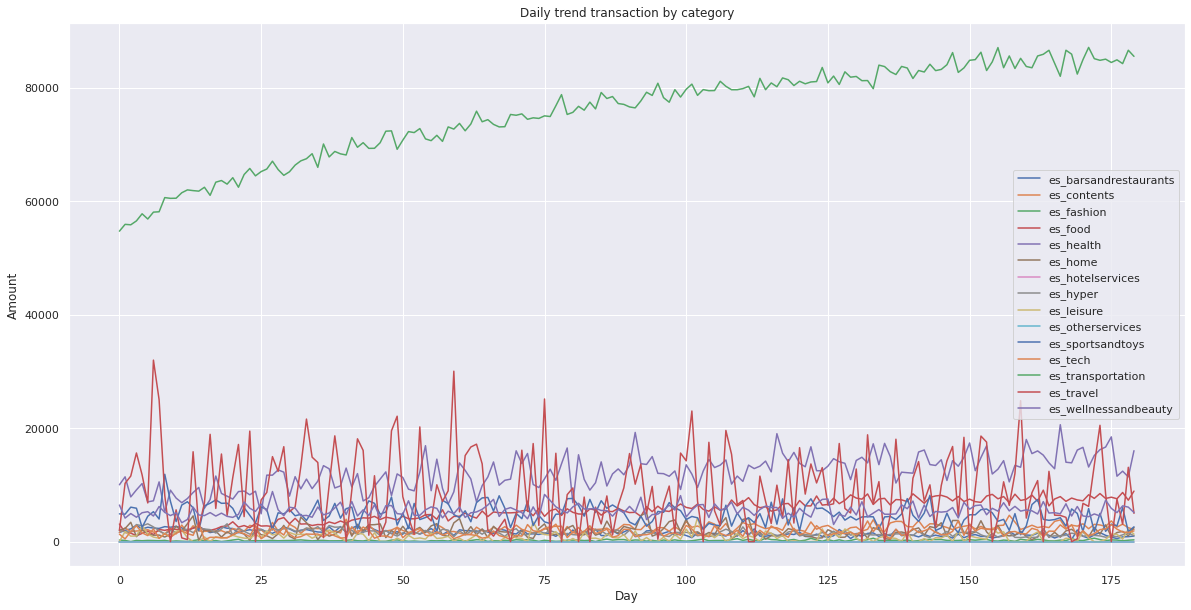 Daily trend transaction by category
Amount
80000
60000
40000
20000
0
es_barsandrestaurants
es_contents
es_fashion
es_food
es_health
es_home
es_hotelservices
es_hyper
es_leisure
es_otherservices
es_sportsandtoys
es_tech
es_transportation
es_travel
es_wellnessandbeauty
0 25 50 75 100 125 150 175
Day